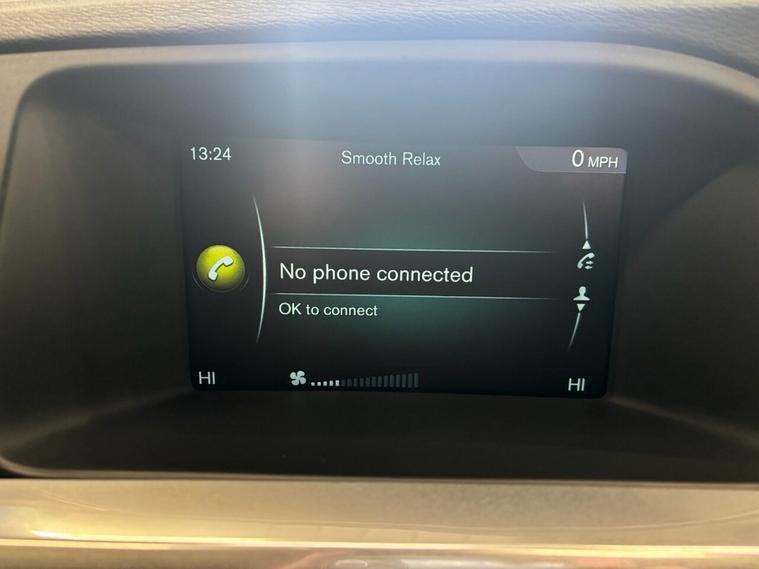 13:24
Smooth Relax
0 MPH
No phone connected
OK to connect
HI
HI